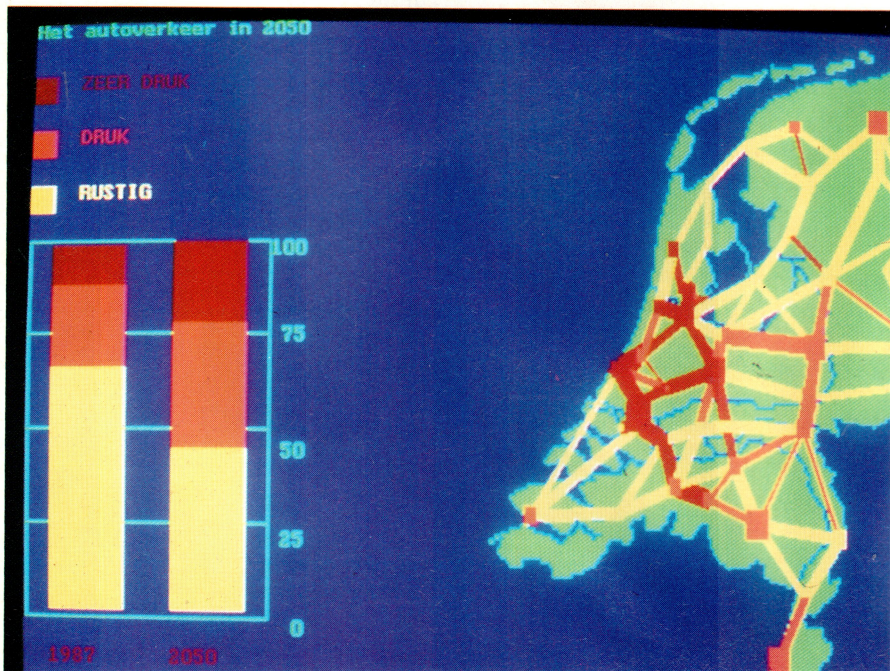 Het autoverkeer in 2050
ZEER DRUK
DRUK
RUSTIG
100
75
50
25
0
1987 2050